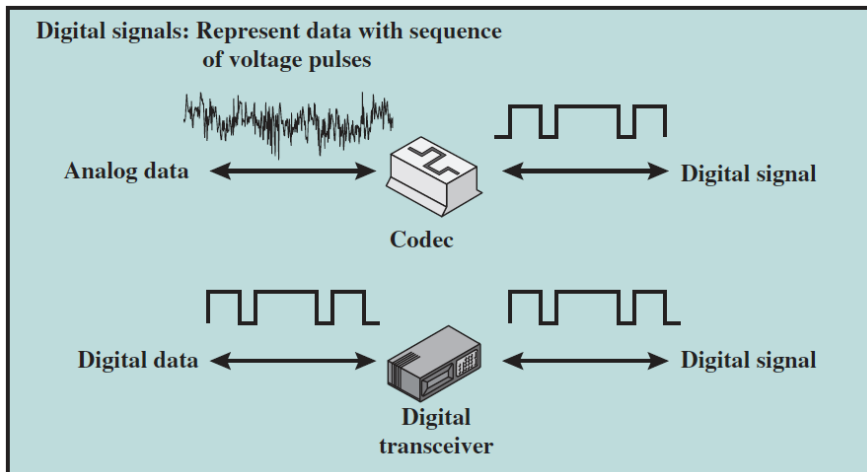 Digital signals: Represent data with sequence
of voltage pulses
Analog data
Digital signal
Codec
Digital data
Digital signal
Digital
transceiver